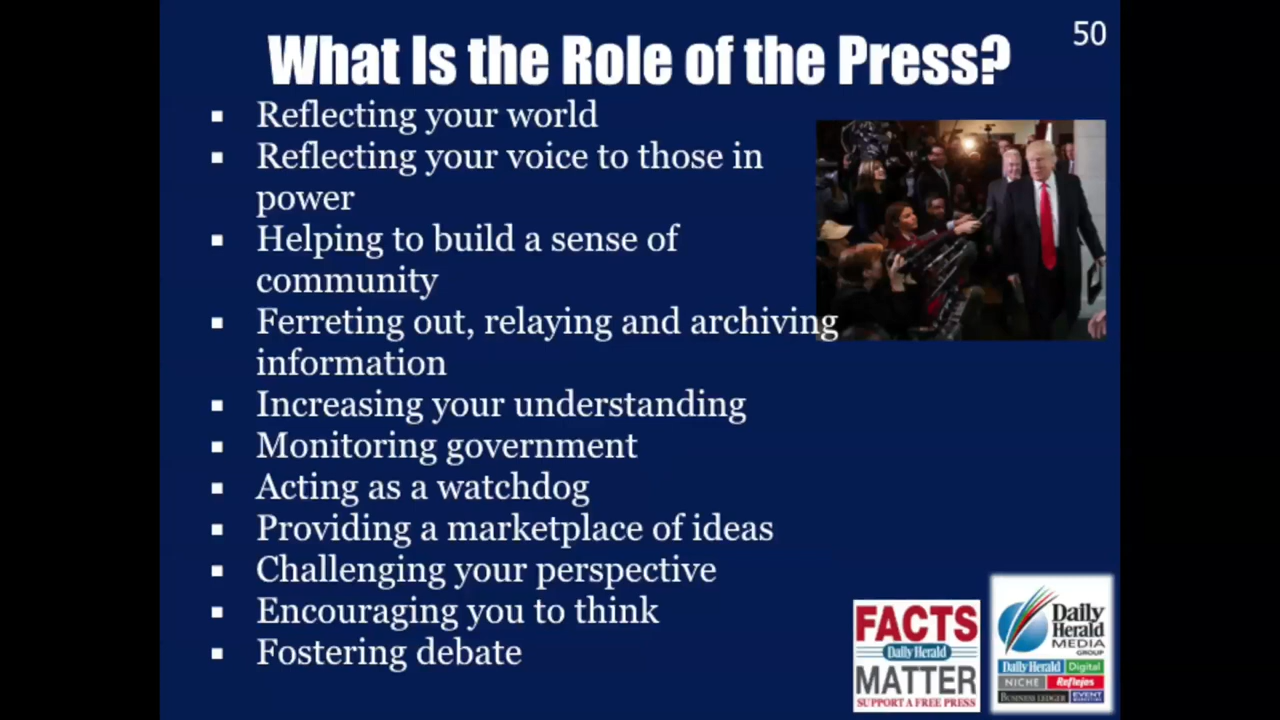 50
What Is the Role of the Press?
▪ Reflecting your world
▪ Reflecting your voice to those in
power
▪ Helping to build a sense of
community
▪ Ferreting out, relaying and archiving
information
▪ Increasing your understanding
▪ Monitoring government
▪ Acting as a watchdog
▪ Providing a marketplace of ideas
▪ Challenging your perspective
▪ Encouraging you to think
▪ Fostering debate
FACTS
Daily Herald
MATTER
SUPPORT A FREE PRESS
Daily
Herald
MEDIA
GROUP
Daily Herald Digital
NICHE Reflejos
BUSINESS LEDGER EVENT